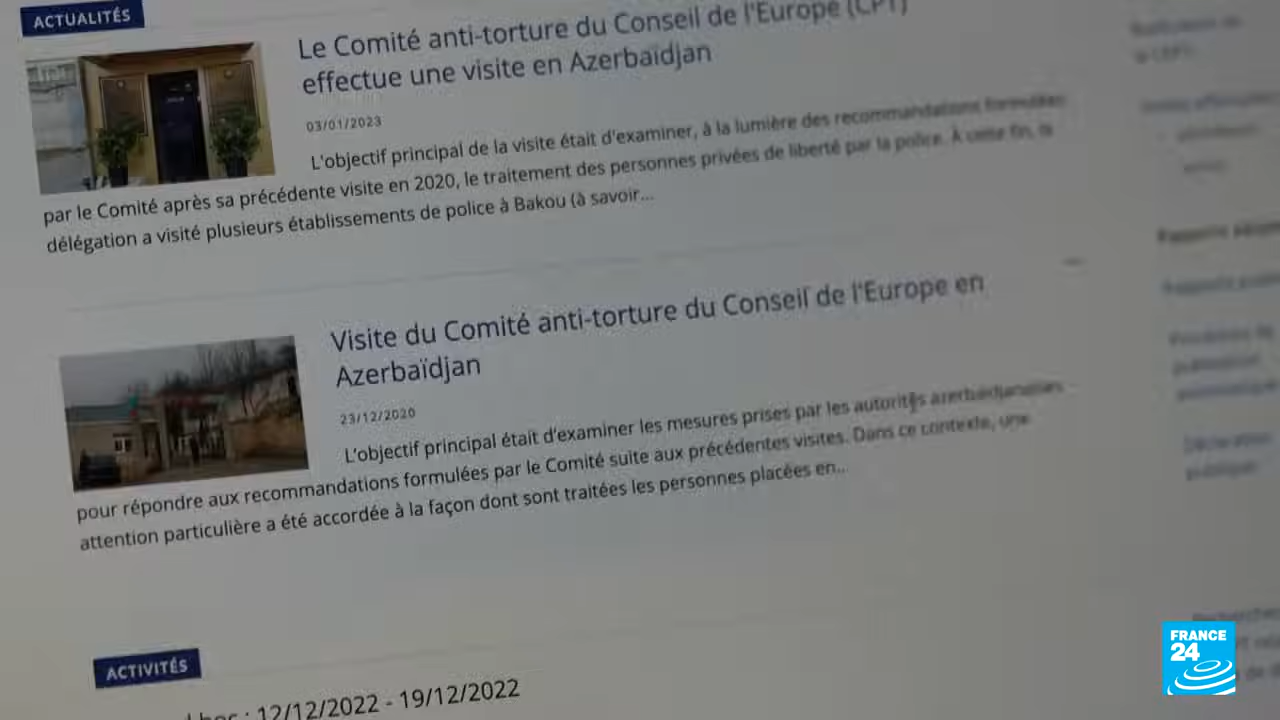 ACTUALITÉS
Le Comité anti-torture du Conseil de l'Europe (CPT)
effectue une visite en Azerbaïdjan
03/01/2023
L'objectif principal de la visite était d'examiner, à la lumière des recommandations formulées
par le Comité après sa précédente visite en 2020, le traitement des personnes privées de liberté par la police. À cette fin, la
délégation a visité plusieurs établissements de police à Bakou (à savoir...
Visite du Comité anti-torture du Conseil de l'Europe en
Azerbaïdjan
23/12/2020
L'objectif principal était d'examiner les mesures prises par les autorités azerbaïdjanaises
pour répondre aux recommandations formulées par le Comité suite aux précédentes visites. Dans ce contexte, une
attention particulière a été accordée à la façon dont sont traitées les personnes placées en...
ACTIVITÉS
hoc : 12/12/2022 - 19/12/2022
FRANCE
24